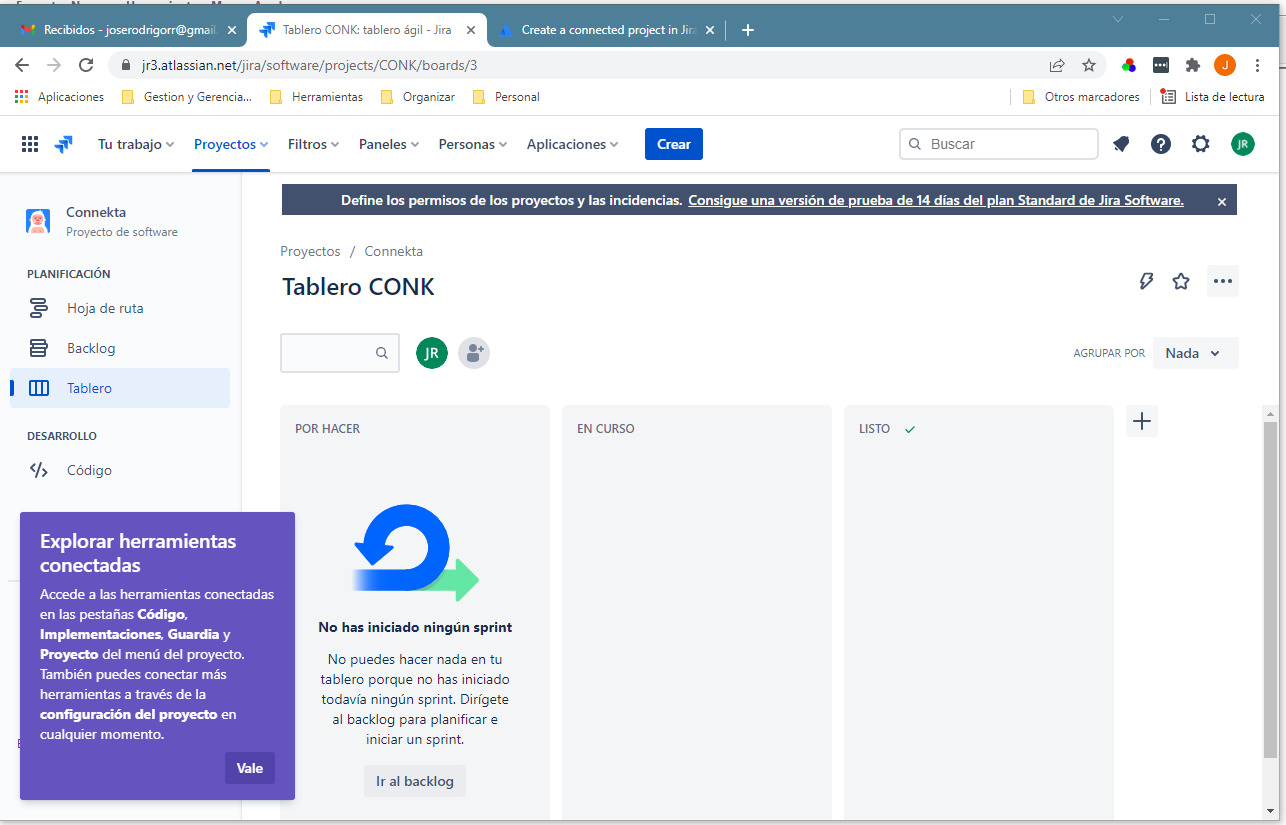 Recibidos - joserodrigorr@gmail.
Tablero CONK: tablero ágil - Jira
Create a connected project in Jira
jr3.atlassian.net/jira/software/projects/CONK/boards/3
J
Aplicaciones
Gestion y Gerencia...
Herramientas
Organizar
Personal
Otros marcadores
Lista de lectura
Tu trabajo
Proyectos
Filtros
Paneles
Personas
Aplicaciones
Crear
Buscar
JR
Connekta
Proyecto de software
Define los permisos de los proyectos y las incidencias. Consigue una versión de prueba de 14 días del plan Standard de Jira Software.
PLANIFICACIÓN
Hoja de ruta
Backlog
Tablero
DESARROLLO
Código
Proyectos / Connekta
Tablero CONK
JR
AGRUPAR POR
Nada
POR HACER
EN CURSO
LISTO
No has iniciado ningún sprint
No puedes hacer nada en tu
tablero porque no has iniciado
todavía ningún sprint. Dirígete
al backlog para planificar e
iniciar un sprint.
Ir al backlog
Explorar herramientas
conectadas
Accede a las herramientas conectadas
en las pestañas Código,
Implementaciones, Guardia y
Proyecto del menú del proyecto.
También puedes conectar más
herramientas a través de la
configuración del proyecto en
cualquier momento.
Vale